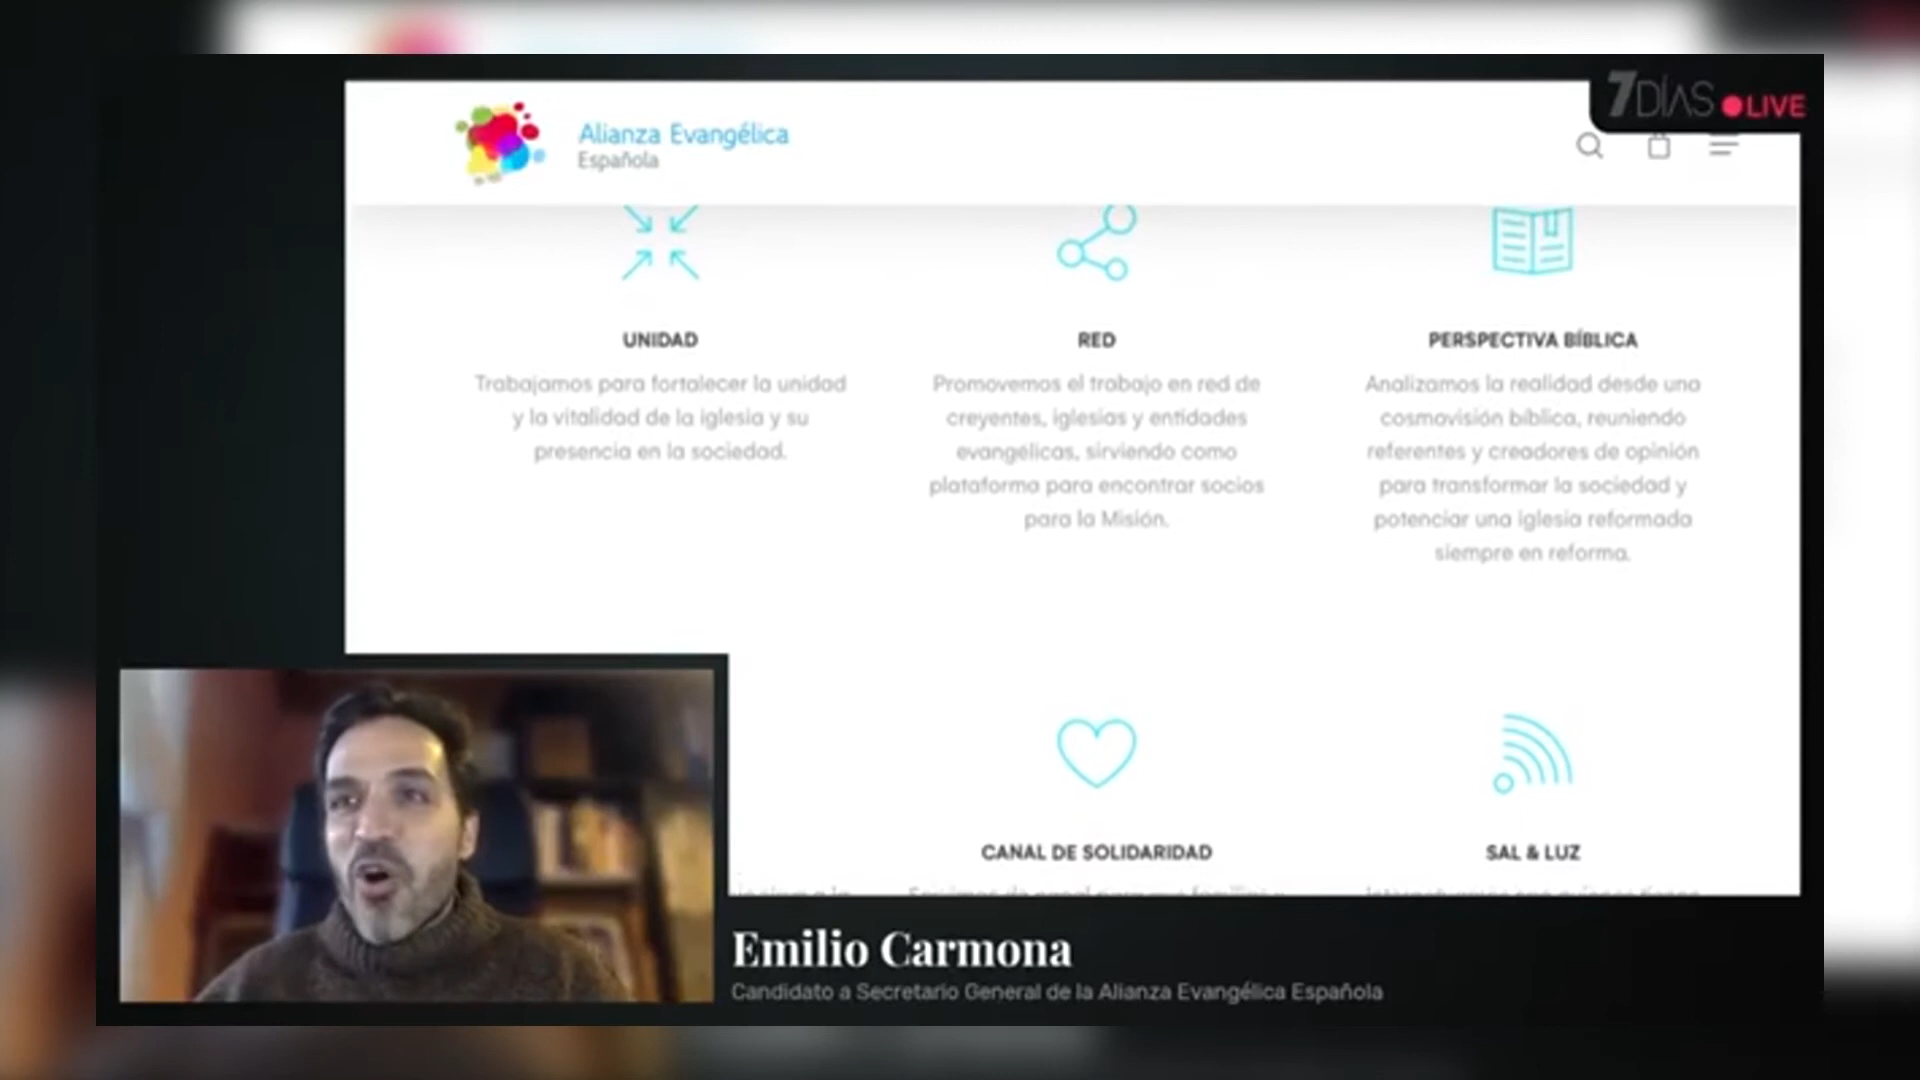 7DÍAS LIVE
Alianza Evangélica
Española
UNIDAD
Trabajamos para fortalecer la unidad
y la vitalidad de la iglesia y su
presencia en la sociedad.
RED
Promovemos el trabajo en red de
creyentes, iglesias y entidades
evangélicas, sirviendo como
plataforma para encontrar socios
para la Misión.
PERSPECTIVA BÍBLICA
Analizamos la realidad desde una
cosmovisión bíblica, reuniendo
referentes y creadores de opinión
para transformar la sociedad y
potenciar una iglesia reformada
siempre en reforma.
CANAL DE SOLIDARIDAD
SAL & LUZ
Emilio Carmona
Candidato a Secretario General de la Alianza Evangélica Española